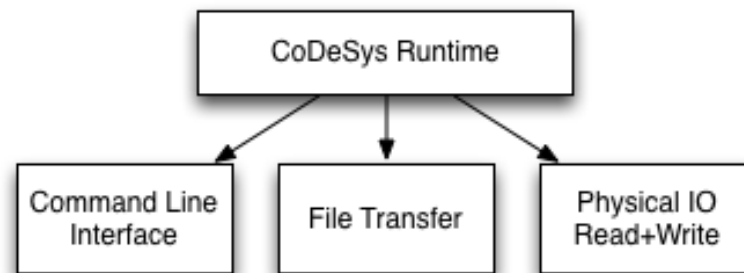 CoDeSys Runtime
Command Line
Interface
File Transfer
Physical IO
Read+Write